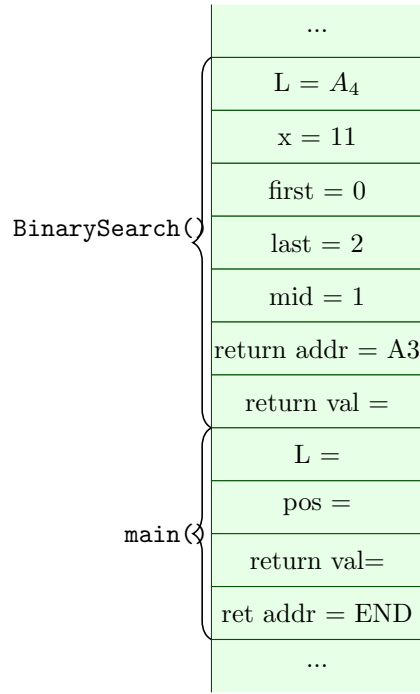 ...
L = A₄
x = 11
first = 0
BinarySearch()
last = 2
mid = 1
return addr = A3
return val =
L =
pos =
main()
return val=
ret addr = END
...